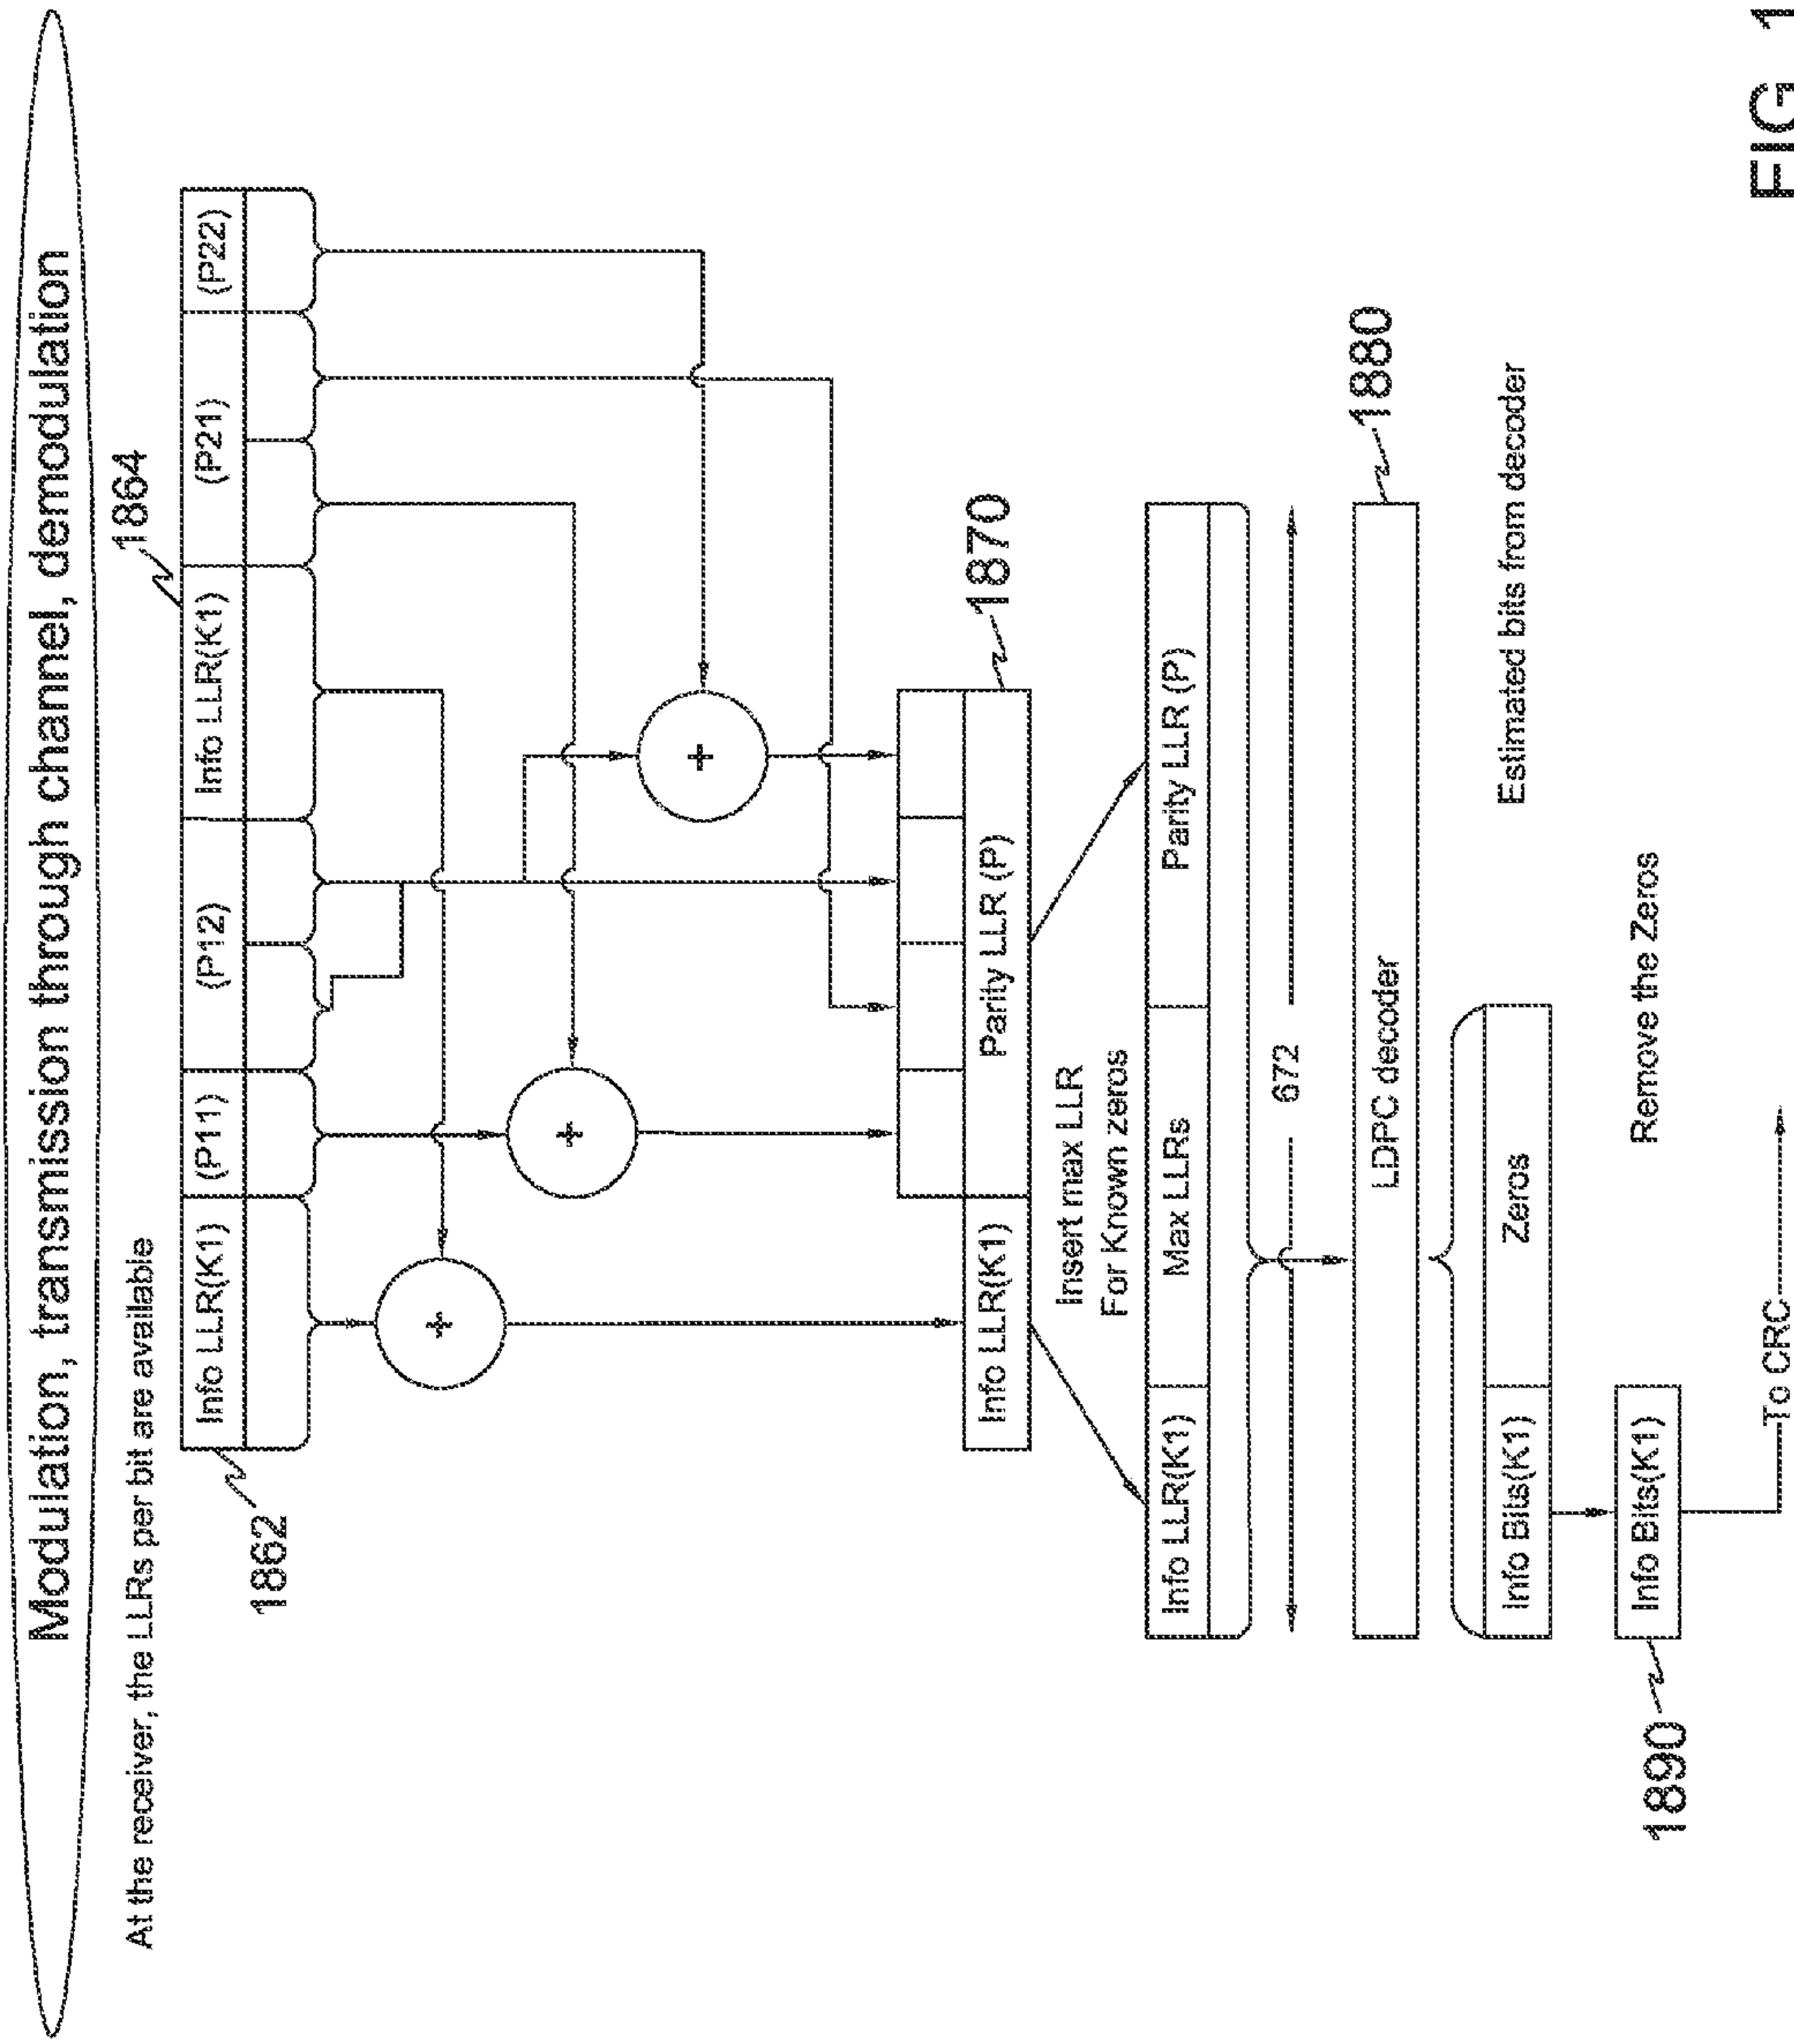 Modulation, transmission through channel, demodulation
At the receiver, the LLRs per bit are available
1862
1864
Info LLR(K1) (P11) (P12) Info LLR(K1) (P21) (P22)
+
+
+
1870
Info LLR(K1) Parity LLR (P)
Insert max LLR
For Known zeros
Info LLR(K1) Max LLRs Parity LLR (P)
672
1880
LDPC decoder
Estimated bits from decoder
Info Bits(K1) Zeros
Remove the Zeros
1890
Info Bits(K1)
To CRC
FIG 1